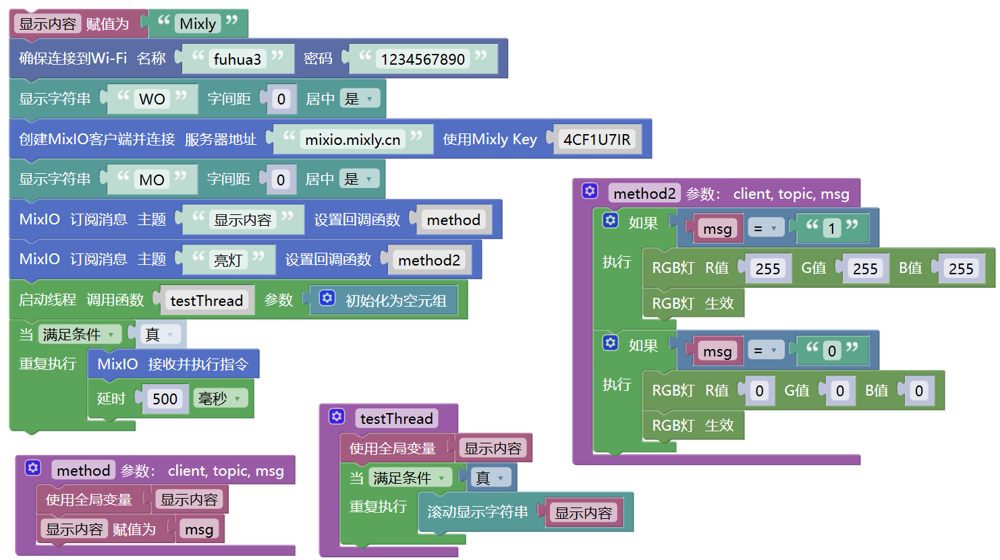 显示内容 赋值为 “ Mixly ”
确保连接到Wi-Fi 名称 “ fuhua3 ” 密码 “ 1234567890 ”
显示字符串 “ WO ” 字间距 0 居中 是
创建MixIO客户端并连接 服务器地址 “ mixio.mixly.cn ” 使用Mixly Key 4CF1U7IR
显示字符串 “ MO ” 字间距 0 居中 是
MixIO 订阅消息 主题 “ 显示内容 ” 设置回调函数 method
MixIO 订阅消息 主题 “ 亮灯 ” 设置回调函数 method2
启动线程 调用函数 testThread 参数 初始化为空元组
当 满足条件 真
重复执行 MixIO 接收并执行指令
延时 500 毫秒
method 参数: client, topic, msg
使用全局变量 显示内容
显示内容 赋值为 msg
testThread
使用全局变量 显示内容
当 满足条件 真
重复执行 滚动显示字符串 显示内容
method2 参数: client, topic, msg
如果 msg = “ 1 ”
执行 RGB灯 R值 255 G值 255 B值 255
RGB灯 生效
如果 msg = “ 0 ”
执行 RGB灯 R值 0 G值 0 B值 0
RGB灯 生效